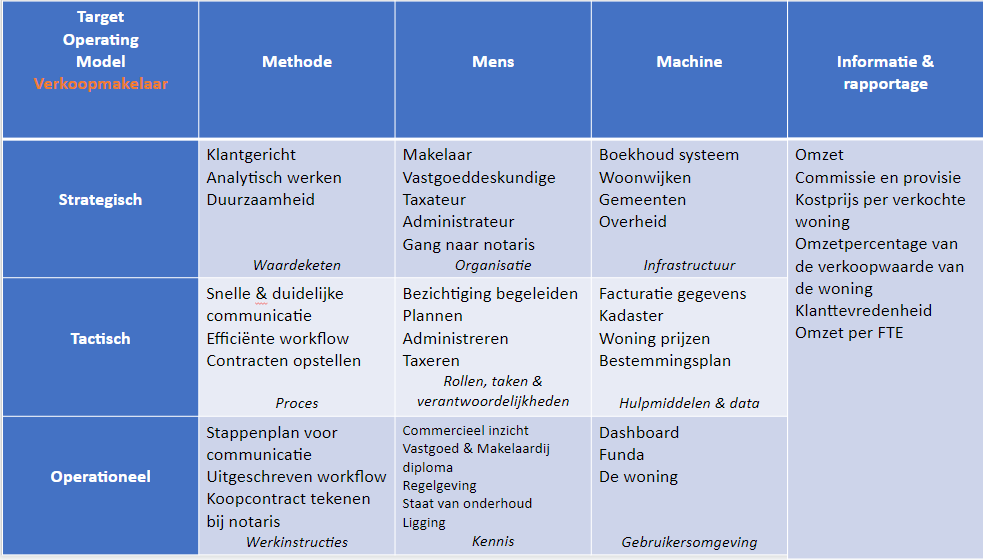 Target
Operating
Model
Verkoopmakelaar
Methode
Mens
Machine
Informatie &
rapportage
Strategisch
Klantgericht
Analytisch werken
Duurzaamheid
Waardeketen
Makelaar
Vastgoeddeskundige
Taxateur
Administrateur
Gang naar notaris
Organisatie
Boekhoud systeem
Woonwijken
Gemeenten
Overheid
Infrastructuur
Omzet
Commissie en provisie
Kostprijs per verkochte
woning
Omzetpercentage van
de verkoopwaarde van
de woning
Klanttevredenheid
Omzet per FTE
Tactisch
Snelle & duidelijke
communicatie
Efficiënte workflow
Contracten opstellen
Proces
Bezichtiging begeleiden
Plannen
Administreren
Taxeren
Rollen, taken &
verantwoordelijkheden
Facturatie gegevens
Kadaster
Woning prijzen
Bestemmingsplan
Hulpmiddelen & data
Operationeel
Stappenplan voor
communicatie
Uitgeschreven workflow
Koopcontract tekenen
bij notaris
Werkinstructies
Commercieel inzicht
Vastgoed & Makelaardij
diploma
Regelgeving
Staat van onderhoud
Ligging
Kennis
Dashboard
Funda
De woning
Gebruikersomgeving